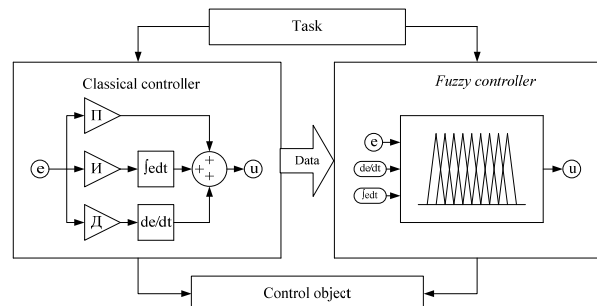 Task
Classical controller
П
e
И
∫edt
+
+
+
u
Д
de/dt
Data
Fuzzy controller
e
de/dt
∫edt
u
Control object